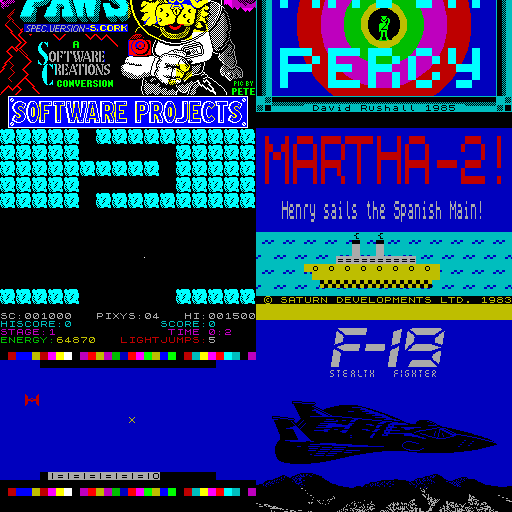 PAWS
SPEC.VERSION-S.CORK
A
SOFTWARE
CREATIONS
CONVERSION
PIC BY
PETE
SOFTWARE PROJECTS
PERCY
David Rushall 1985
MARTHA-2!
Henry sails the Spanish Main!
© SATURN DEVELOPMENTS LTD. 1983
SC:001000 PIXYS:04 HI:001500
HISCORE:0 SCORE:0
STAGE:1 TIME 0:2
ENERGY:64870 LIGHTJUMPS:5
F-19
STEALTH FIGHTER